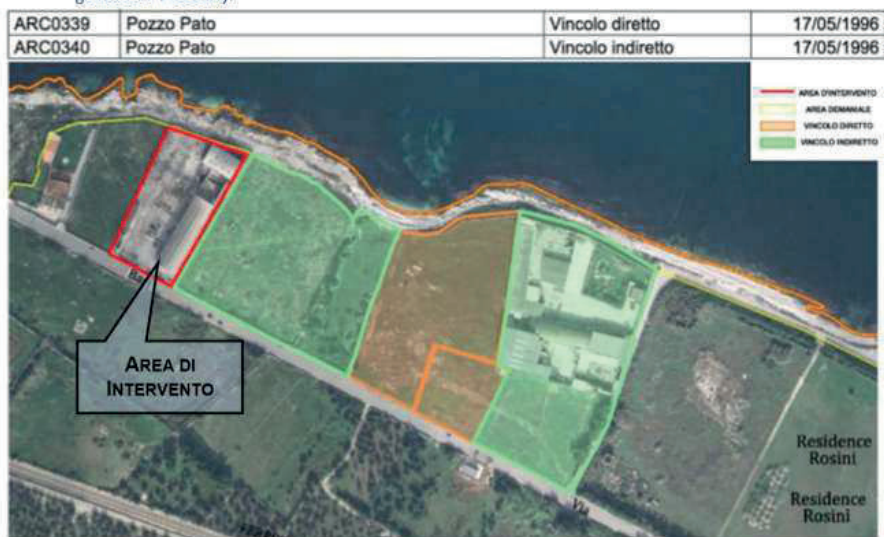 ARC0339 Pozzo Pato Vincolo diretto 17/05/1996
ARC0340 Pozzo Pato Vincolo indiretto 17/05/1996
AREA D'INTERVENTO
AREA DEMANIALE
VINCOLO DIRETTO
VINCOLO INDIRETTO
AREA DI
INTERVENTO
Via
Residence
Rosini
Residence
Rosini